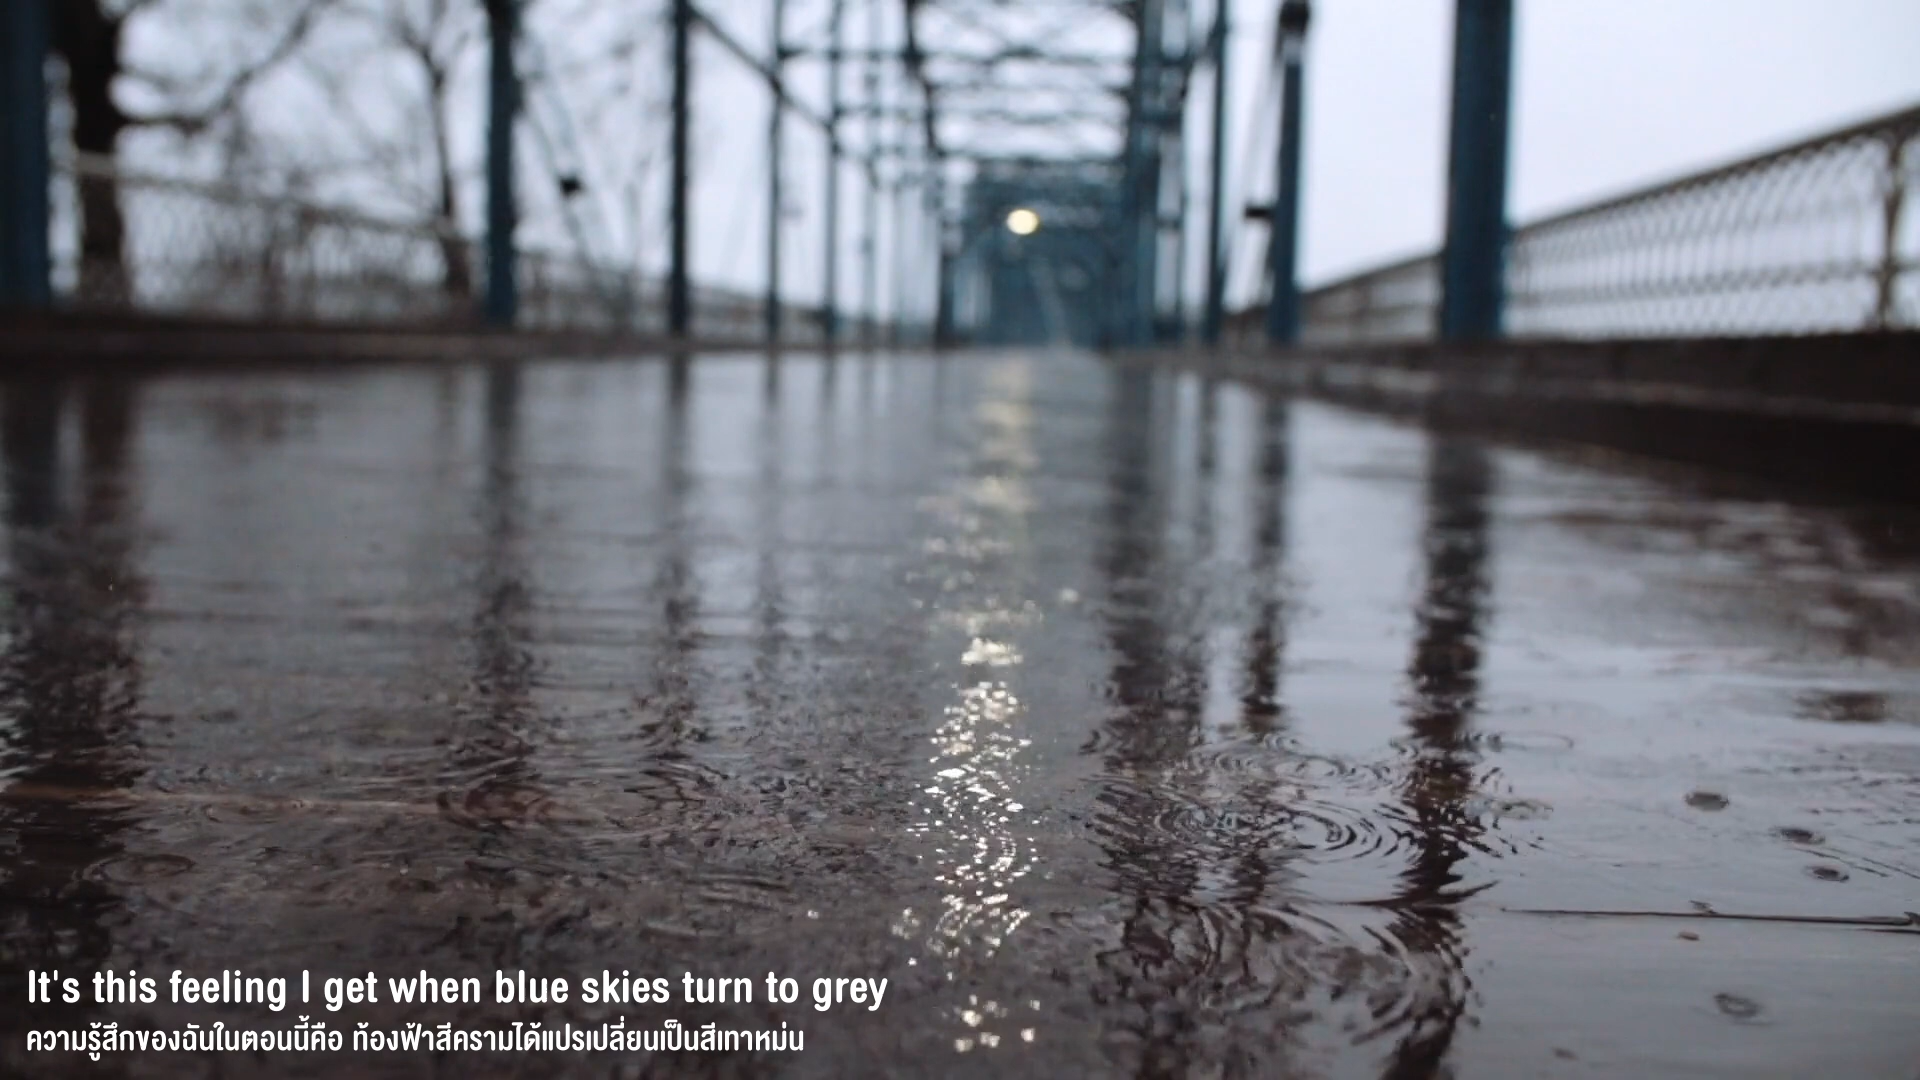 It's this feeling I get when blue skies turn to grey
ความรู้สึกของฉันในตอนนี้คือ ท้องฟ้าสีครามได้แปรเปลี่ยนเป็นสีเทาหม่น